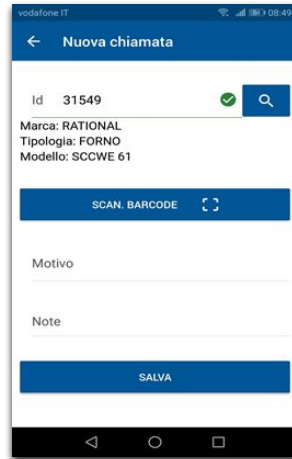 vodafone IT 08:49
Nuova chiamata
Id 31549
Marca: RATIONAL
Tipologia: FORNO
Modello: SCCWE 61
SCAN. BARCODE
Motivo
Note
SALVA